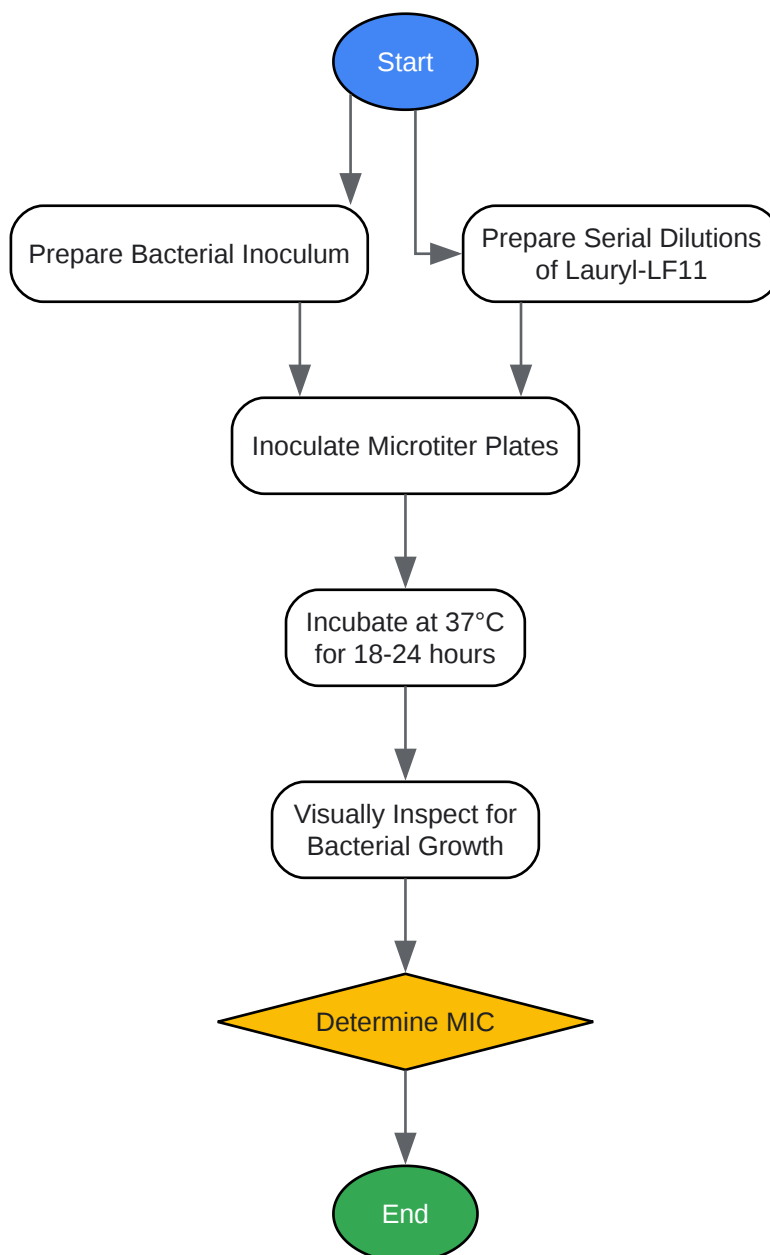 Start
Prepare Bacterial Inoculum
Prepare Serial Dilutions
of Lauryl-LF11
Inoculate Microtiter Plates
Incubate at 37°C
for 18-24 hours
Visually Inspect for
Bacterial Growth
Determine MIC
End